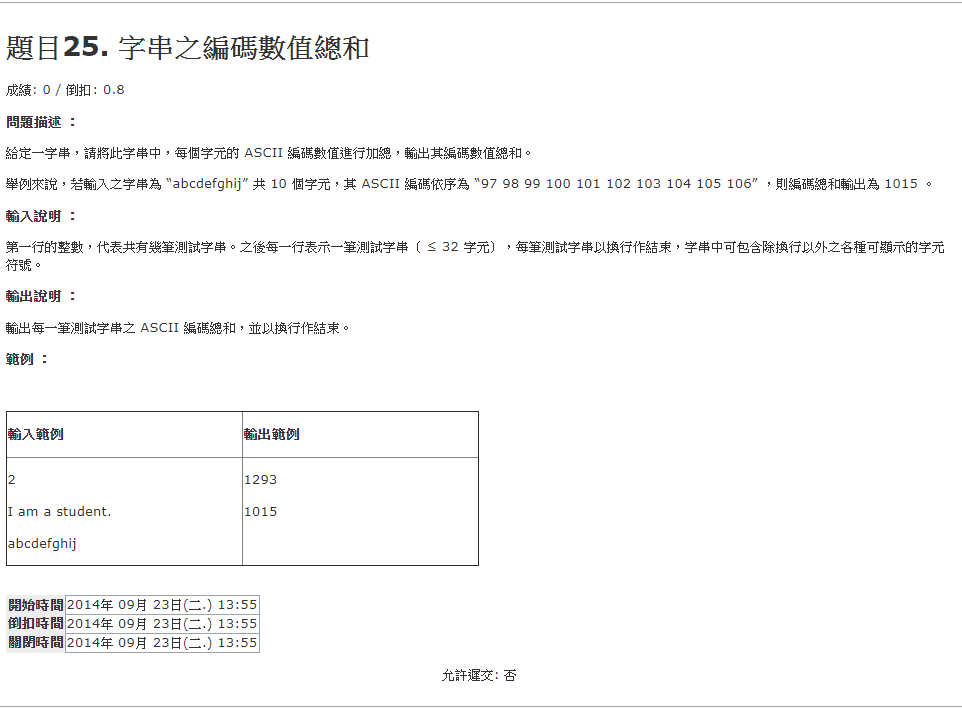 題目25. 字串之編碼數值總和
成績: 0 / 倒扣: 0.8
問題描述 ：
給定一字串，請將此字串中，每個字元的 ASCII 編碼數值進行加總，輸出其編碼數值總和。
舉例來說，若輸入之字串為 “abcdefghij” 共 10 個字元，其 ASCII 編碼依序為 “97 98 99 100 101 102 103 104 105 106” ，則編碼總和輸出為 1015 。
輸入說明 ：
第一行的整數，代表共有幾筆測試字串。之後每一行表示一筆測試字串〔 ≤ 32 字元〕，每筆測試字串以換行作結束，字串中可包含除換行以外之各種可顯示的字元
符號。
輸出說明 ：
輸出每一筆測試字串之 ASCII 編碼總和，並以換行作結束。
範例 ：
輸入範例 輸出範例
2 1293
I am a student. 1015
abcdefghij
開始時間 2014年 09月 23日(二.) 13:55
倒扣時間 2014年 09月 23日(二.) 13:55
關閉時間 2014年 09月 23日(二.) 13:55
允許遲交: 否